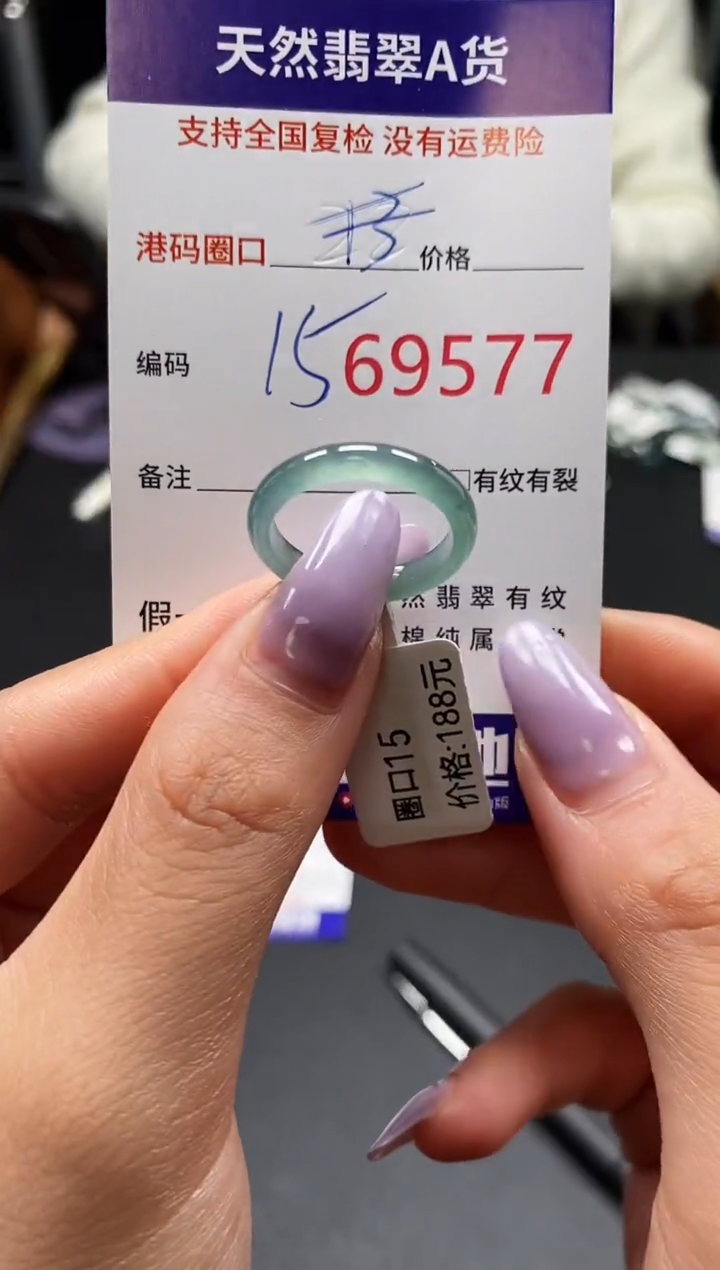 天然翡翠A货
支持全国复检 没有运费险
港码圈口 价格
编码 15 69577
备注 □有纹有裂
假一
然翡翠有纹
棉纯属
圈口15
价格:188元